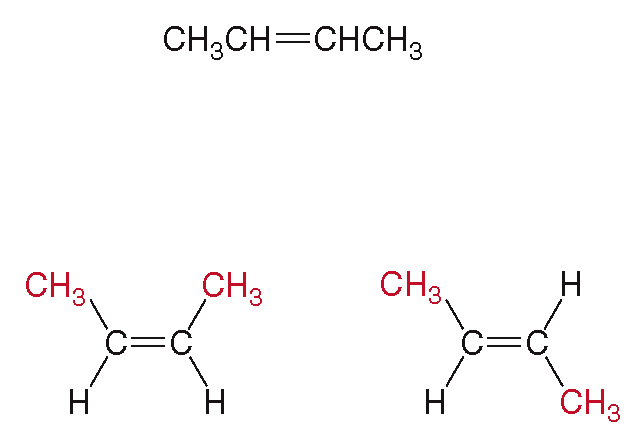 CH₃CH=CHCH₃
CH₃ CH₃ CH₃ H
C=C C=C
H H H CH₃